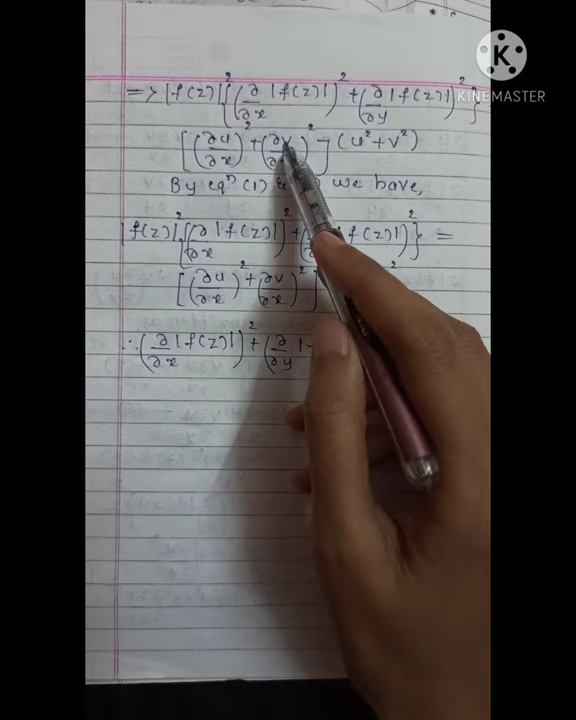 => |f(z)|² {(∂/∂x |f(z)|)² + (∂/∂y |f(z)|)²}
[(∂u/∂x)² + (∂v/∂)²] - (u² + v²)
By eqⁿ (1) & we have,
|f(z)|² {(∂/∂x |f(z)|)² + ( f(z)|)²} =
[(∂u/∂x)² + (∂v/∂x)²] ²
∴ (∂/∂x |f(z)|)² + (∂/∂y |
K
KINEMASTER